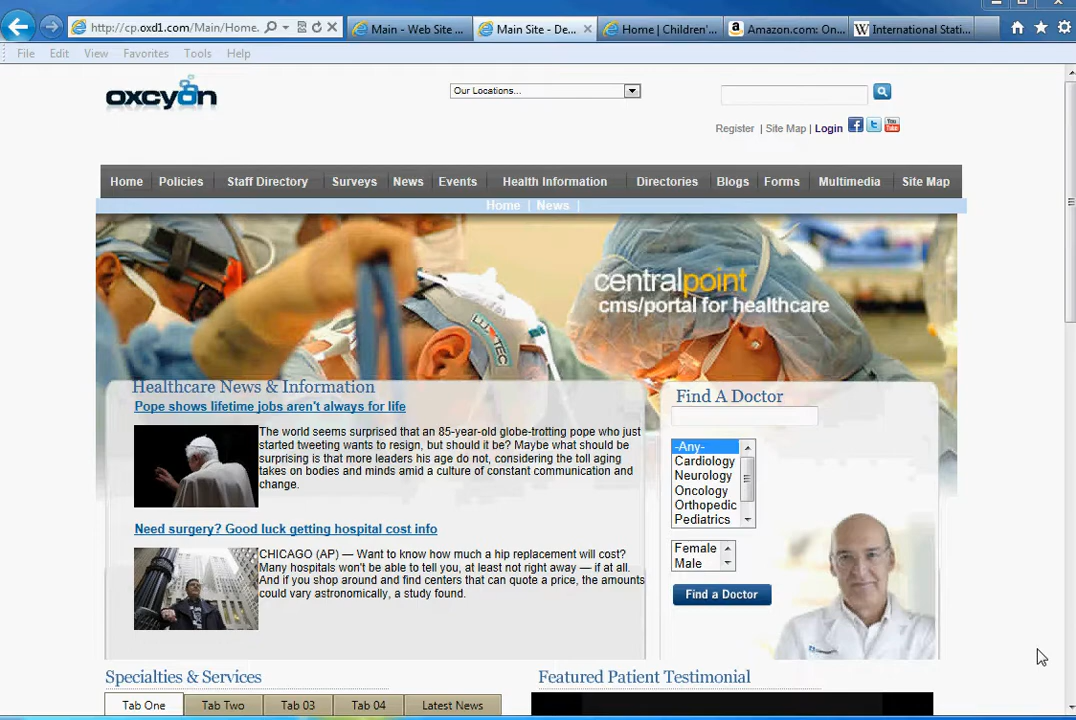 http://cp.oxd1.com/Main/Home.
Main - Web Site ...
Main Site - De...
Home | Children'...
Amazon.com: On...
W International Stati...
File Edit View Favorites Tools Help
oxcyon
Our Locations...
Register | Site Map | Login
You Tube
Home Policies Staff Directory Surveys News Events Health Information Directories Blogs Forms Multimedia Site Map
Home | News |
centralpoint
cms/portal for healthcare
LUXTEC
Healthcare News & Information
Pope shows lifetime jobs aren't always for life
The world seems surprised that an 85-year-old globe-trotting pope who just
started tweeting wants to resign, but should it be? Maybe what should be
surprising is that more leaders his age do not, considering the toll aging
takes on bodies and minds amid a culture of constant communication and
change.
Need surgery? Good luck getting hospital cost info
CHICAGO (AP) — Want to know how much a hip replacement will cost?
Many hospitals won't be able to tell you, at least not right away — if at all.
And if you shop around and find centers that can quote a price, the amounts
could vary astronomically, a study found.
Find A Doctor
-Any-
Cardiology
Neurology
Oncology
Orthopedic
Pediatrics
Female
Male
Find a Doctor
Specialties & Services
Tab One Tab Two Tab 03 Tab 04 Latest News
Featured Patient Testimonial